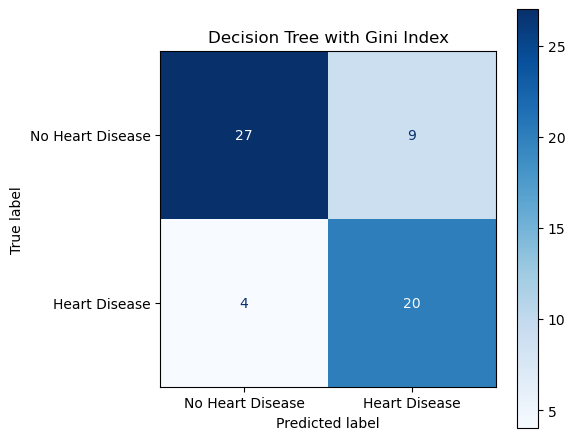 Decision Tree with Gini Index
True label
No Heart Disease
27
9
Heart Disease
4
20
No Heart Disease
Heart Disease
Predicted label
25
20
15
10
5